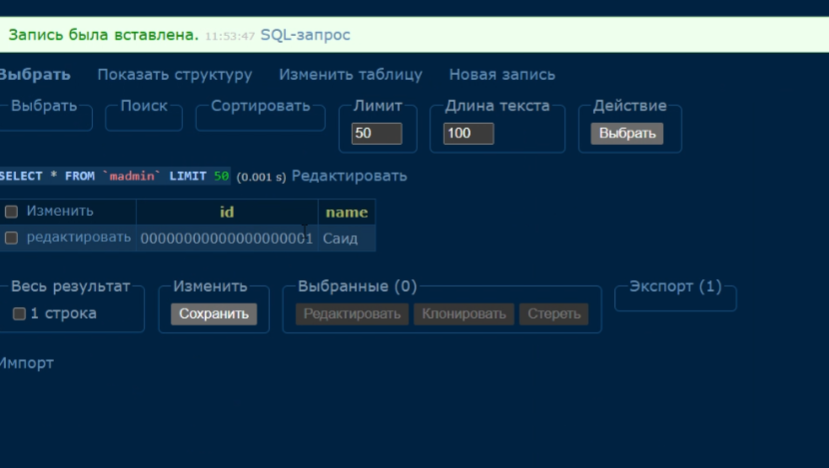 Запись была вставлена. 11:53:47 SQL-запрос
Выбрать Показать структуру Изменить таблицу Новая запись
Выбрать Поиск Сортировать Лимит Длина текста Действие
50 100 Выбрать
SELECT * FROM `madmin` LIMIT 50 (0.001 s) Редактировать
Изменить id name
редактировать 00000000000000000001 Саид
Весь результат Изменить Выбранные (0) Экспорт (1)
1 строка Сохранить Редактировать Клонировать Стереть
Импорт